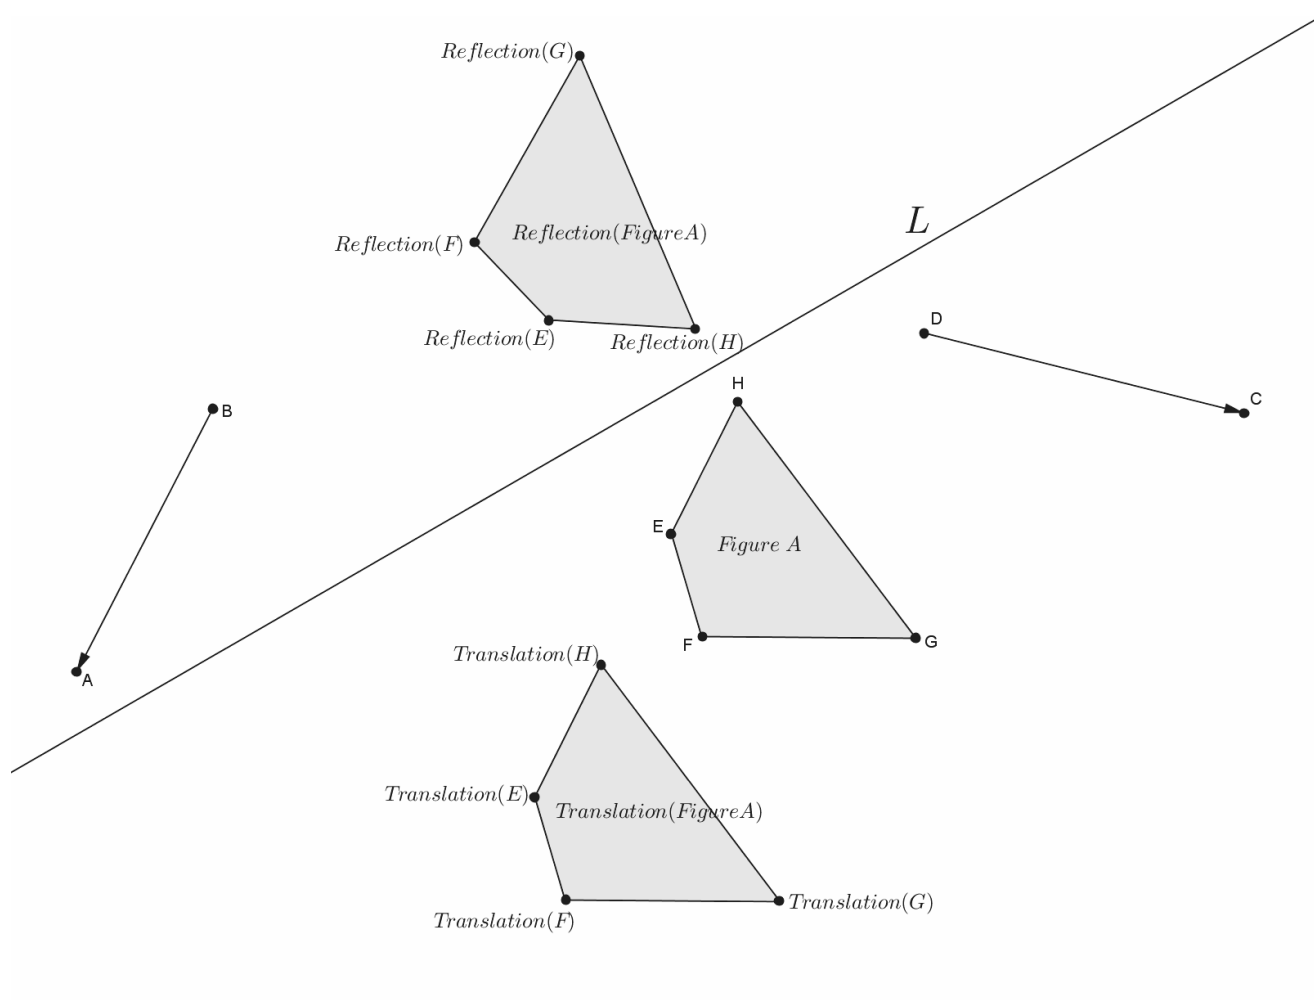 Reflection(G)
L
Reflection(FigureA)
Reflection(F)
D
Reflection(E)
Reflection(H)
H
C
B
E
Figure A
F
G
Translation(H)
A
Translation(E)
Translation(FigureA)
Translation(G)
Translation(F)